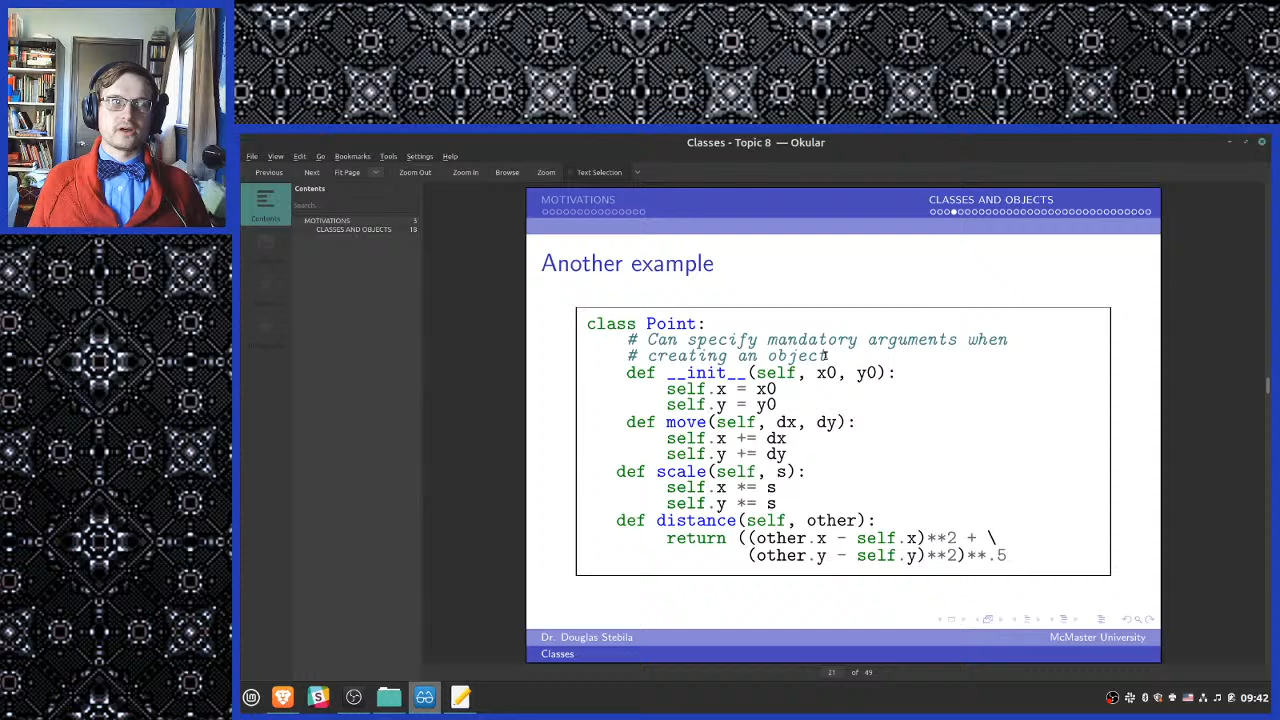 Classes - Topic 8 — Okular
File View Edit Go Bookmarks Tools Settings Help
Previous Next Fit Page Zoom Out Zoom In Browse Zoom Text Selection
Contents
Contents
Search...
MOTIVATIONS 3
CLASSES AND OBJECTS 18
MOTIVATIONS CLASSES AND OBJECTS
Another example
class Point:
# Can specify mandatory arguments when
# creating an object
def __init__(self, x0, y0):
self.x = x0
self.y = y0
def move(self, dx, dy):
self.x += dx
self.y += dy
def scale(self, s):
self.x *= s
self.y *= s
def distance(self, other):
return ((other.x - self.x)**2 + \
(other.y - self.y)**2)**.5
Dr. Douglas Stebila McMaster University
Classes
21 of 49
09:42